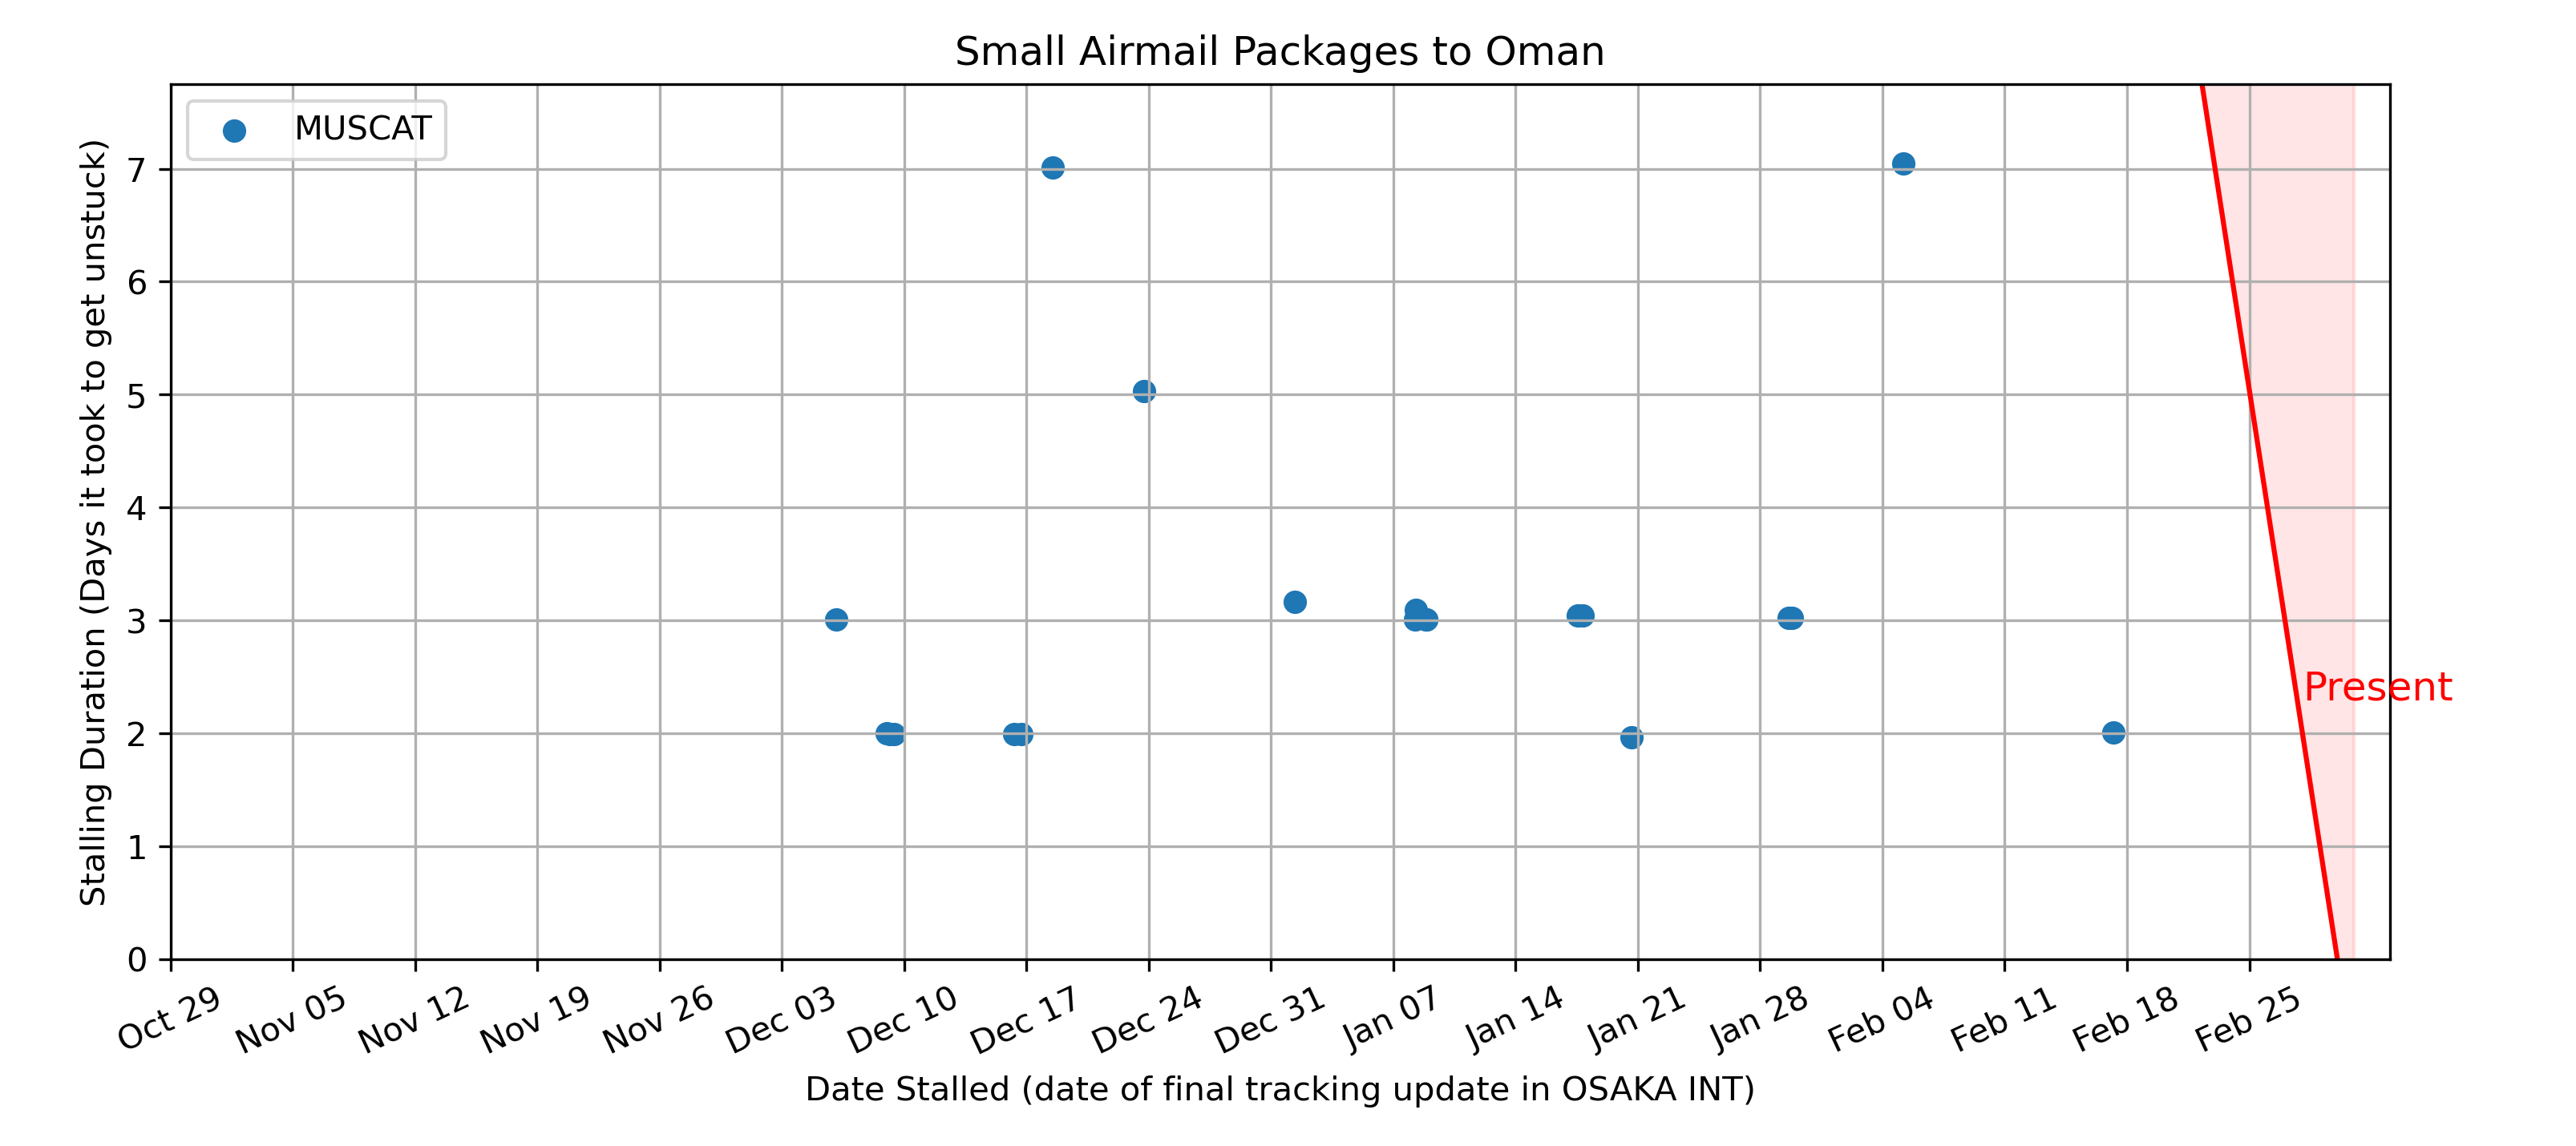 Small Airmail Packages to Oman
MUSCAT
Stalling Duration (Days it took to get unstuck)
7
6
5
4
3
2
1
0
Present
Oct 29
Nov 05
Nov 12
Nov 19
Nov 26
Dec 03
Dec 10
Dec 17
Dec 24
Dec 31
Jan 07
Jan 14
Jan 21
Jan 28
Feb 04
Feb 11
Feb 18
Feb 25
Date Stalled (date of final tracking update in OSAKA INT)